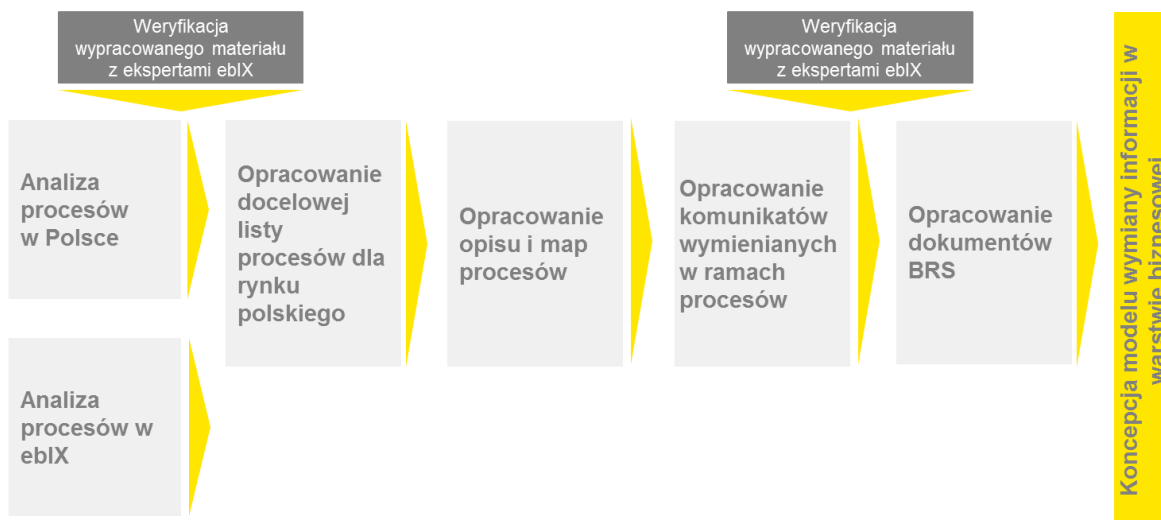 Weryfikacja
wypracowanego materiału
z ekspertami ebIX
Weryfikacja
wypracowanego materiału
z ekspertami ebIX
Analiza
procesów
w Polsce
Opracowanie
docelowej
listy
procesów dla
rynku
polskiego
Opracowanie
opisu i map
procesów
Opracowanie
komunikatów
wymienianych
w ramach
procesów
Opracowanie
dokumentów
BRS
Analiza
procesów w
ebIX
Koncepcja modelu wymiany informacji w
warstwie biznesowej